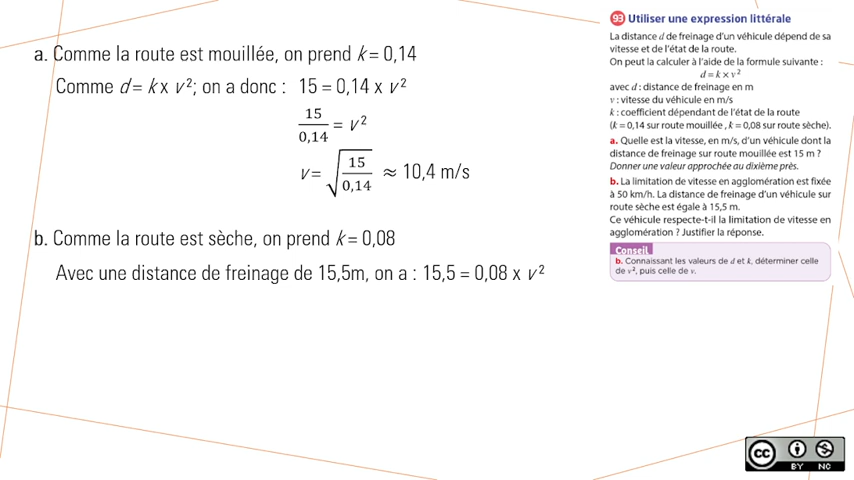 a. Comme la route est mouillée, on prend k = 0,14
Comme d = k x v²; on a donc : 15 = 0,14 x v²
15/0,14 = v²
v = √(15/0,14) ≈ 10,4 m/s
b. Comme la route est sèche, on prend k = 0,08
Avec une distance de freinage de 15,5m, on a : 15,5 = 0,08 x v²
93 Utiliser une expression littérale
La distance d de freinage d'un véhicule dépend de sa
vitesse et de l'état de la route.
On peut la calculer à l'aide de la formule suivante :
d = k × v²
avec d : distance de freinage en m
v : vitesse du véhicule en m/s
k : coefficient dépendant de l'état de la route
(k = 0,14 sur route mouillée , k = 0,08 sur route sèche).
a. Quelle est la vitesse, en m/s, d'un véhicule dont la
distance de freinage sur route mouillée est 15 m ?
Donner une valeur approchée au dixième près.
b. La limitation de vitesse en agglomération est fixée
à 50 km/h. La distance de freinage d'un véhicule sur
route sèche est égale à 15,5 m.
Ce véhicule respecte-t-il la limitation de vitesse en
agglomération ? Justifier la réponse.
Conseil
b. Connaissant les valeurs de d et k, déterminer celle
de v², puis celle de v.
cc BY NC